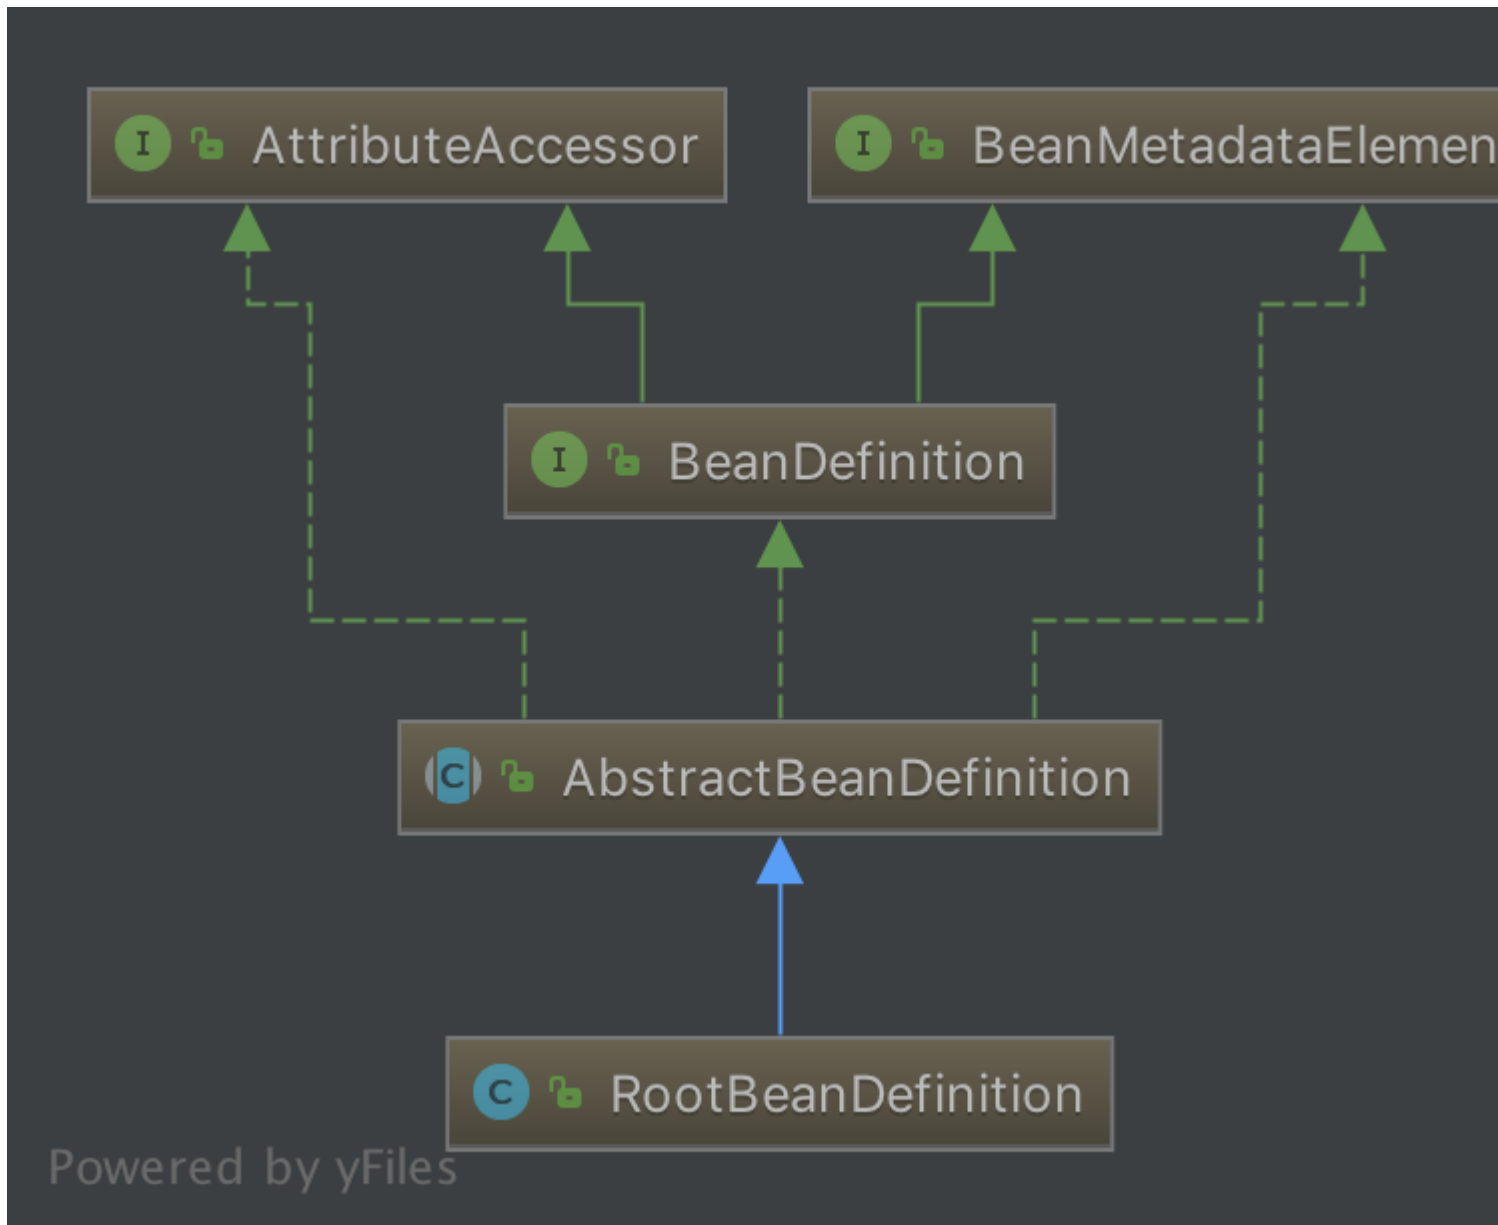 I AttributeAccessor
I BeanMetadataElemen
I BeanDefinition
C AbstractBeanDefinition
C RootBeanDefinition
Powered by yFiles